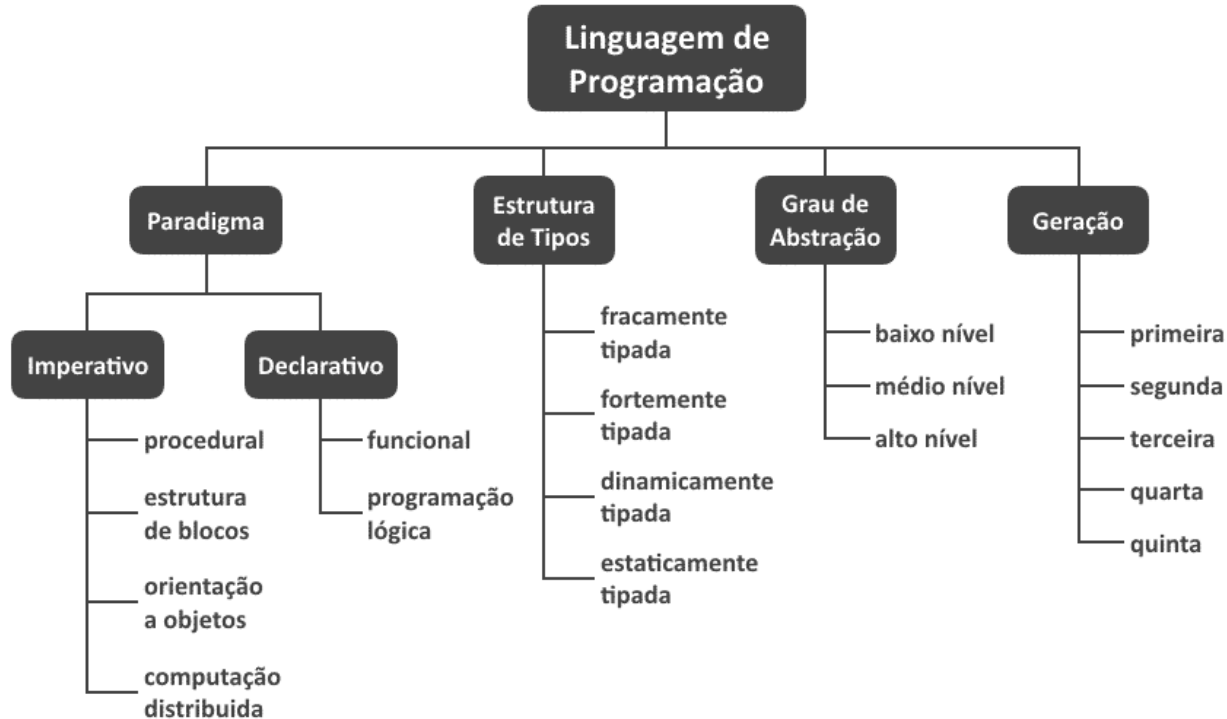 Linguagem de
Programação
Paradigma
Estrutura
de Tipos
Grau de
Abstração
Geração
Imperativo
Declarativo
procedural
estrutura
de blocos
orientação
a objetos
computação
distribuida
funcional
programação
lógica
fracamente
tipada
fortemente
tipada
dinamicamente
tipada
estaticamente
tipada
baixo nível
médio nível
alto nível
primeira
segunda
terceira
quarta
quinta